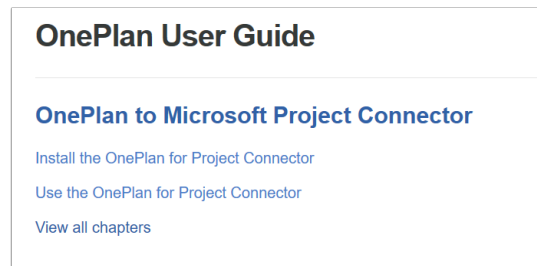 OnePlan User Guide
OnePlan to Microsoft Project Connector
Install the OnePlan for Project Connector
Use the OnePlan for Project Connector
View all chapters